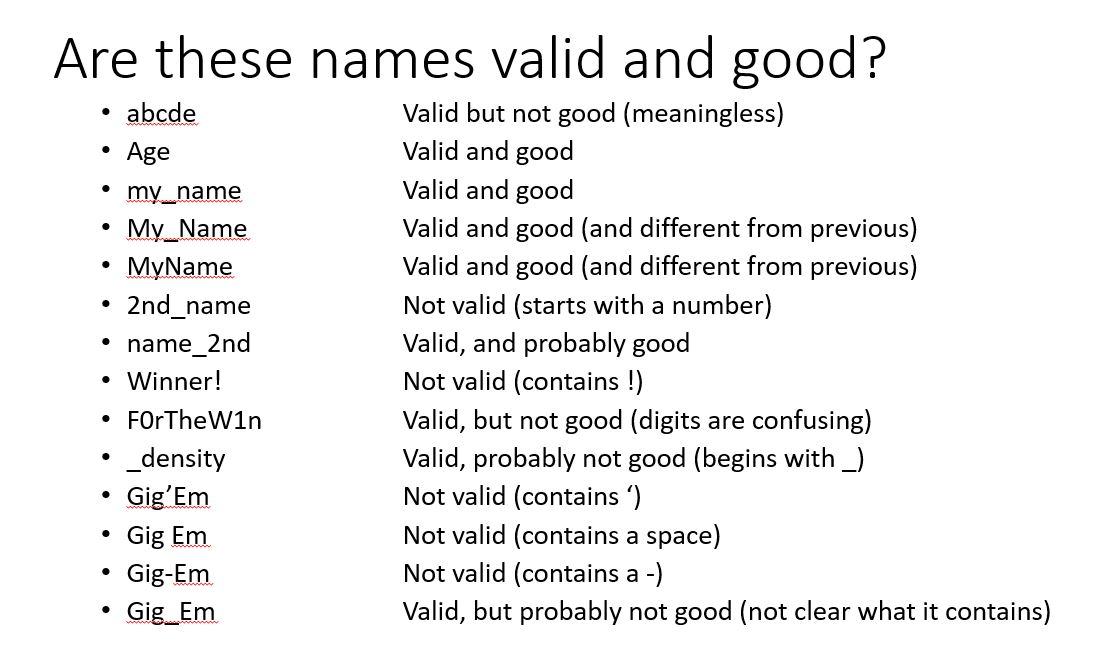 Are these names valid and good?
• abcde Valid but not good (meaningless)
• Age Valid and good
• my_name Valid and good
• My_Name Valid and good (and different from previous)
• MyName Valid and good (and different from previous)
• 2nd_name Not valid (starts with a number)
• name_2nd Valid, and probably good
• Winner! Not valid (contains !)
• F0rTheW1n Valid, but not good (digits are confusing)
• _density Valid, probably not good (begins with _)
• Gig’Em Not valid (contains ‘)
• Gig Em Not valid (contains a space)
• Gig-Em Not valid (contains a -)
• Gig_Em Valid, but probably not good (not clear what it contains)